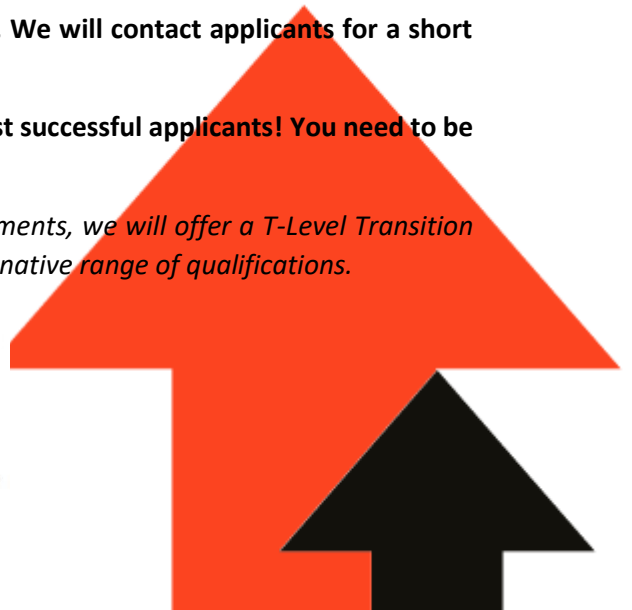 . We will contact applicants for a short
st successful applicants! You need to be
ments, we will offer a T-Level Transition
native range of qualifications.